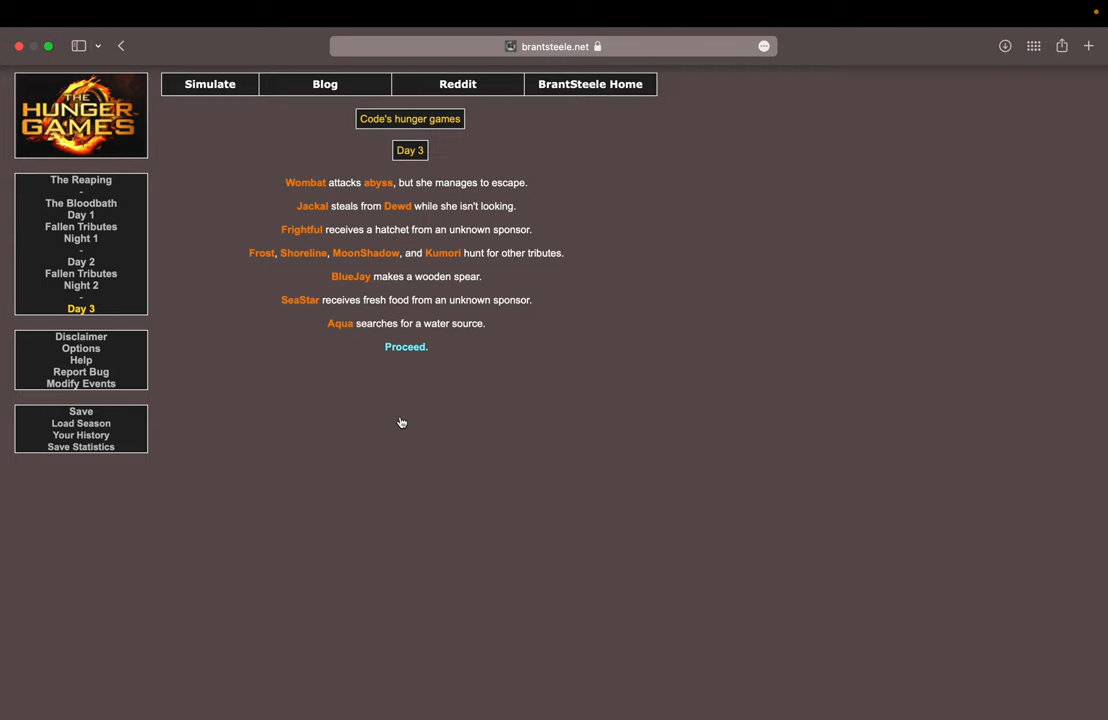 brantsteele.net
THE
HUNGER
GAMES
Simulate
Blog
Reddit
BrantSteele Home
Code's hunger games
Day 3
The Reaping
-
The Bloodbath
Day 1
Fallen Tributes
Night 1
-
Day 2
Fallen Tributes
Night 2
-
Day 3
Disclaimer
Options
Help
Report Bug
Modify Events
Save
Load Season
Your History
Save Statistics
Wombat attacks abyss, but she manages to escape.
Jackal steals from Dewd while she isn't looking.
Frightful receives a hatchet from an unknown sponsor.
Frost, Shoreline, MoonShadow, and Kumori hunt for other tributes.
BlueJay makes a wooden spear.
SeaStar receives fresh food from an unknown sponsor.
Aqua searches for a water source.
Proceed.